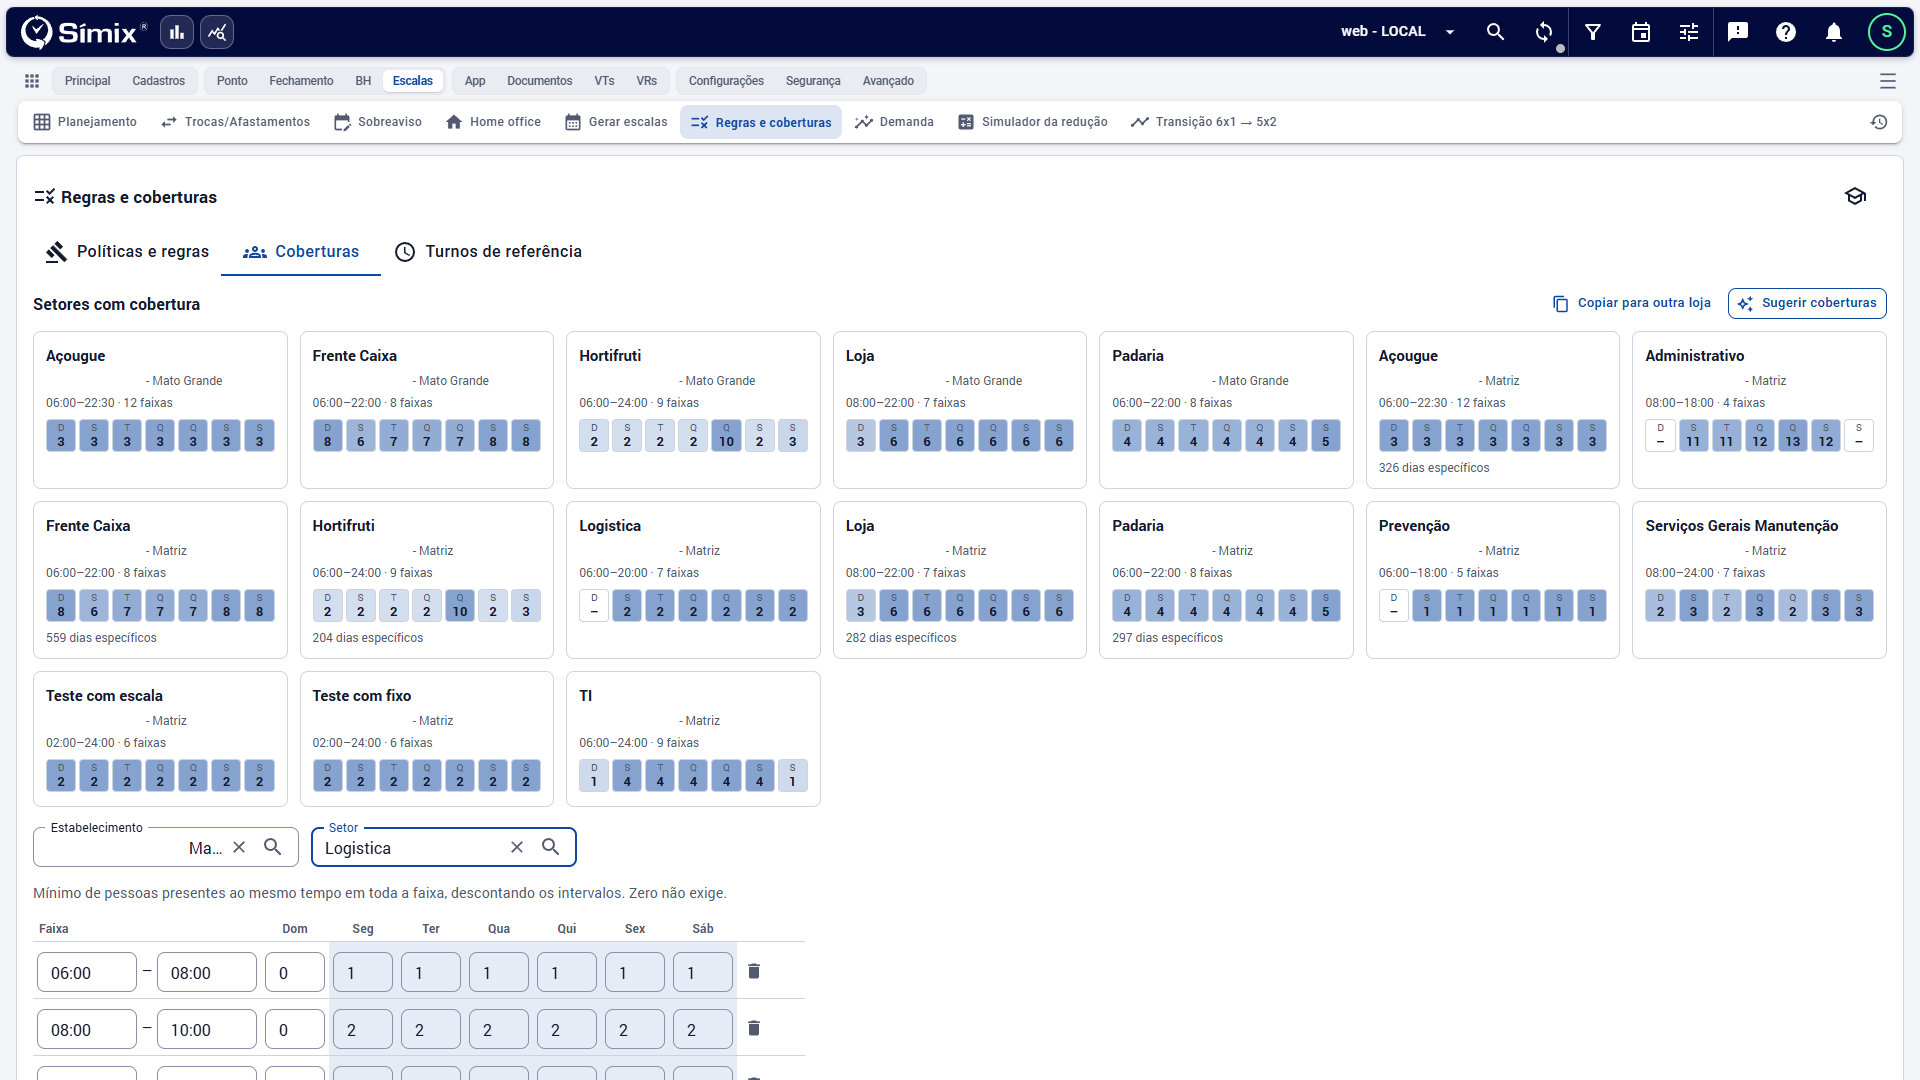 Símix®
web - LOCAL
S
Principal Cadastros Ponto Fechamento BH Escalas App Documentos VTs VRs Configurações Segurança Avançado
Planejamento Trocas/Afastamentos Sobreaviso Home office Gerar escalas Regras e coberturas Demanda Simulador da redução Transição 6x1 → 5x2
Regras e coberturas
Políticas e regras Coberturas Turnos de referência
Setores com cobertura Copiar para outra loja Sugerir coberturas
Açougue Frente Caixa Hortifruti Loja Padaria Açougue Administrativo
- Mato Grande - Mato Grande - Mato Grande - Mato Grande - Mato Grande - Matriz - Matriz
06:00–22:30 · 12 faixas 06:00–22:00 · 8 faixas 06:00–24:00 · 9 faixas 08:00–22:00 · 7 faixas 06:00–22:00 · 8 faixas 06:00–22:30 · 12 faixas 08:00–18:00 · 4 faixas
D S T Q Q S S D S T Q Q S S D S T Q Q S S D S T Q Q S S D S T Q Q S S D S T Q Q S S D S T Q Q S S
3 3 3 3 3 3 3 8 6 7 7 7 8 8 2 2 2 2 10 2 3 3 6 6 6 6 6 6 4 4 4 4 4 4 5 3 3 3 3 3 3 3 – 11 11 12 13 12 –
326 dias específicos
Frente Caixa Hortifruti Logistica Loja Padaria Prevenção Serviços Gerais Manutenção
- Matriz - Matriz - Matriz - Matriz - Matriz - Matriz - Matriz
06:00–22:00 · 8 faixas 06:00–24:00 · 9 faixas 06:00–20:00 · 7 faixas 08:00–22:00 · 7 faixas 06:00–22:00 · 8 faixas 06:00–18:00 · 5 faixas 08:00–24:00 · 7 faixas
D S T Q Q S S D S T Q Q S S D S T Q Q S S D S T Q Q S S D S T Q Q S S D S T Q Q S S D S T Q Q S S
8 6 7 7 7 8 8 2 2 2 2 10 2 3 – 2 2 2 2 2 2 3 6 6 6 6 6 6 4 4 4 4 4 4 5 – 1 1 1 1 1 1 2 3 2 3 2 3 3
559 dias específicos 204 dias específicos 282 dias específicos 297 dias específicos
Teste com escala Teste com fixo TI
- Matriz - Matriz - Matriz
02:00–24:00 · 6 faixas 02:00–24:00 · 6 faixas 06:00–24:00 · 9 faixas
D S T Q Q S S D S T Q Q S S D S T Q Q S S
2 2 2 2 2 2 2 2 2 2 2 2 2 2 1 4 4 4 4 4 1
Estabelecimento Setor
Ma... Logistica
Mínimo de pessoas presentes ao mesmo tempo em toda a faixa, descontando os intervalos. Zero não exige.
Faixa Dom Seg Ter Qua Qui Sex Sáb
06:00 – 08:00 0 1 1 1 1 1 1
08:00 – 10:00 0 2 2 2 2 2 2